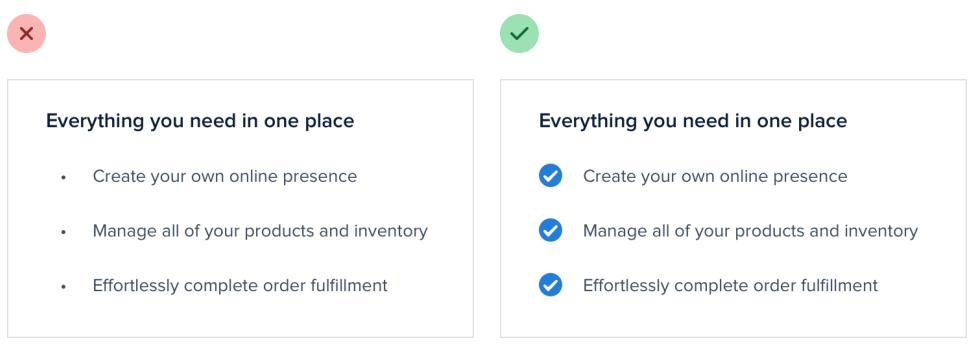 Everything you need in one place
• Create your own online presence
• Manage all of your products and inventory
• Effortlessly complete order fulfillment
Everything you need in one place
Create your own online presence
Manage all of your products and inventory
Effortlessly complete order fulfillment